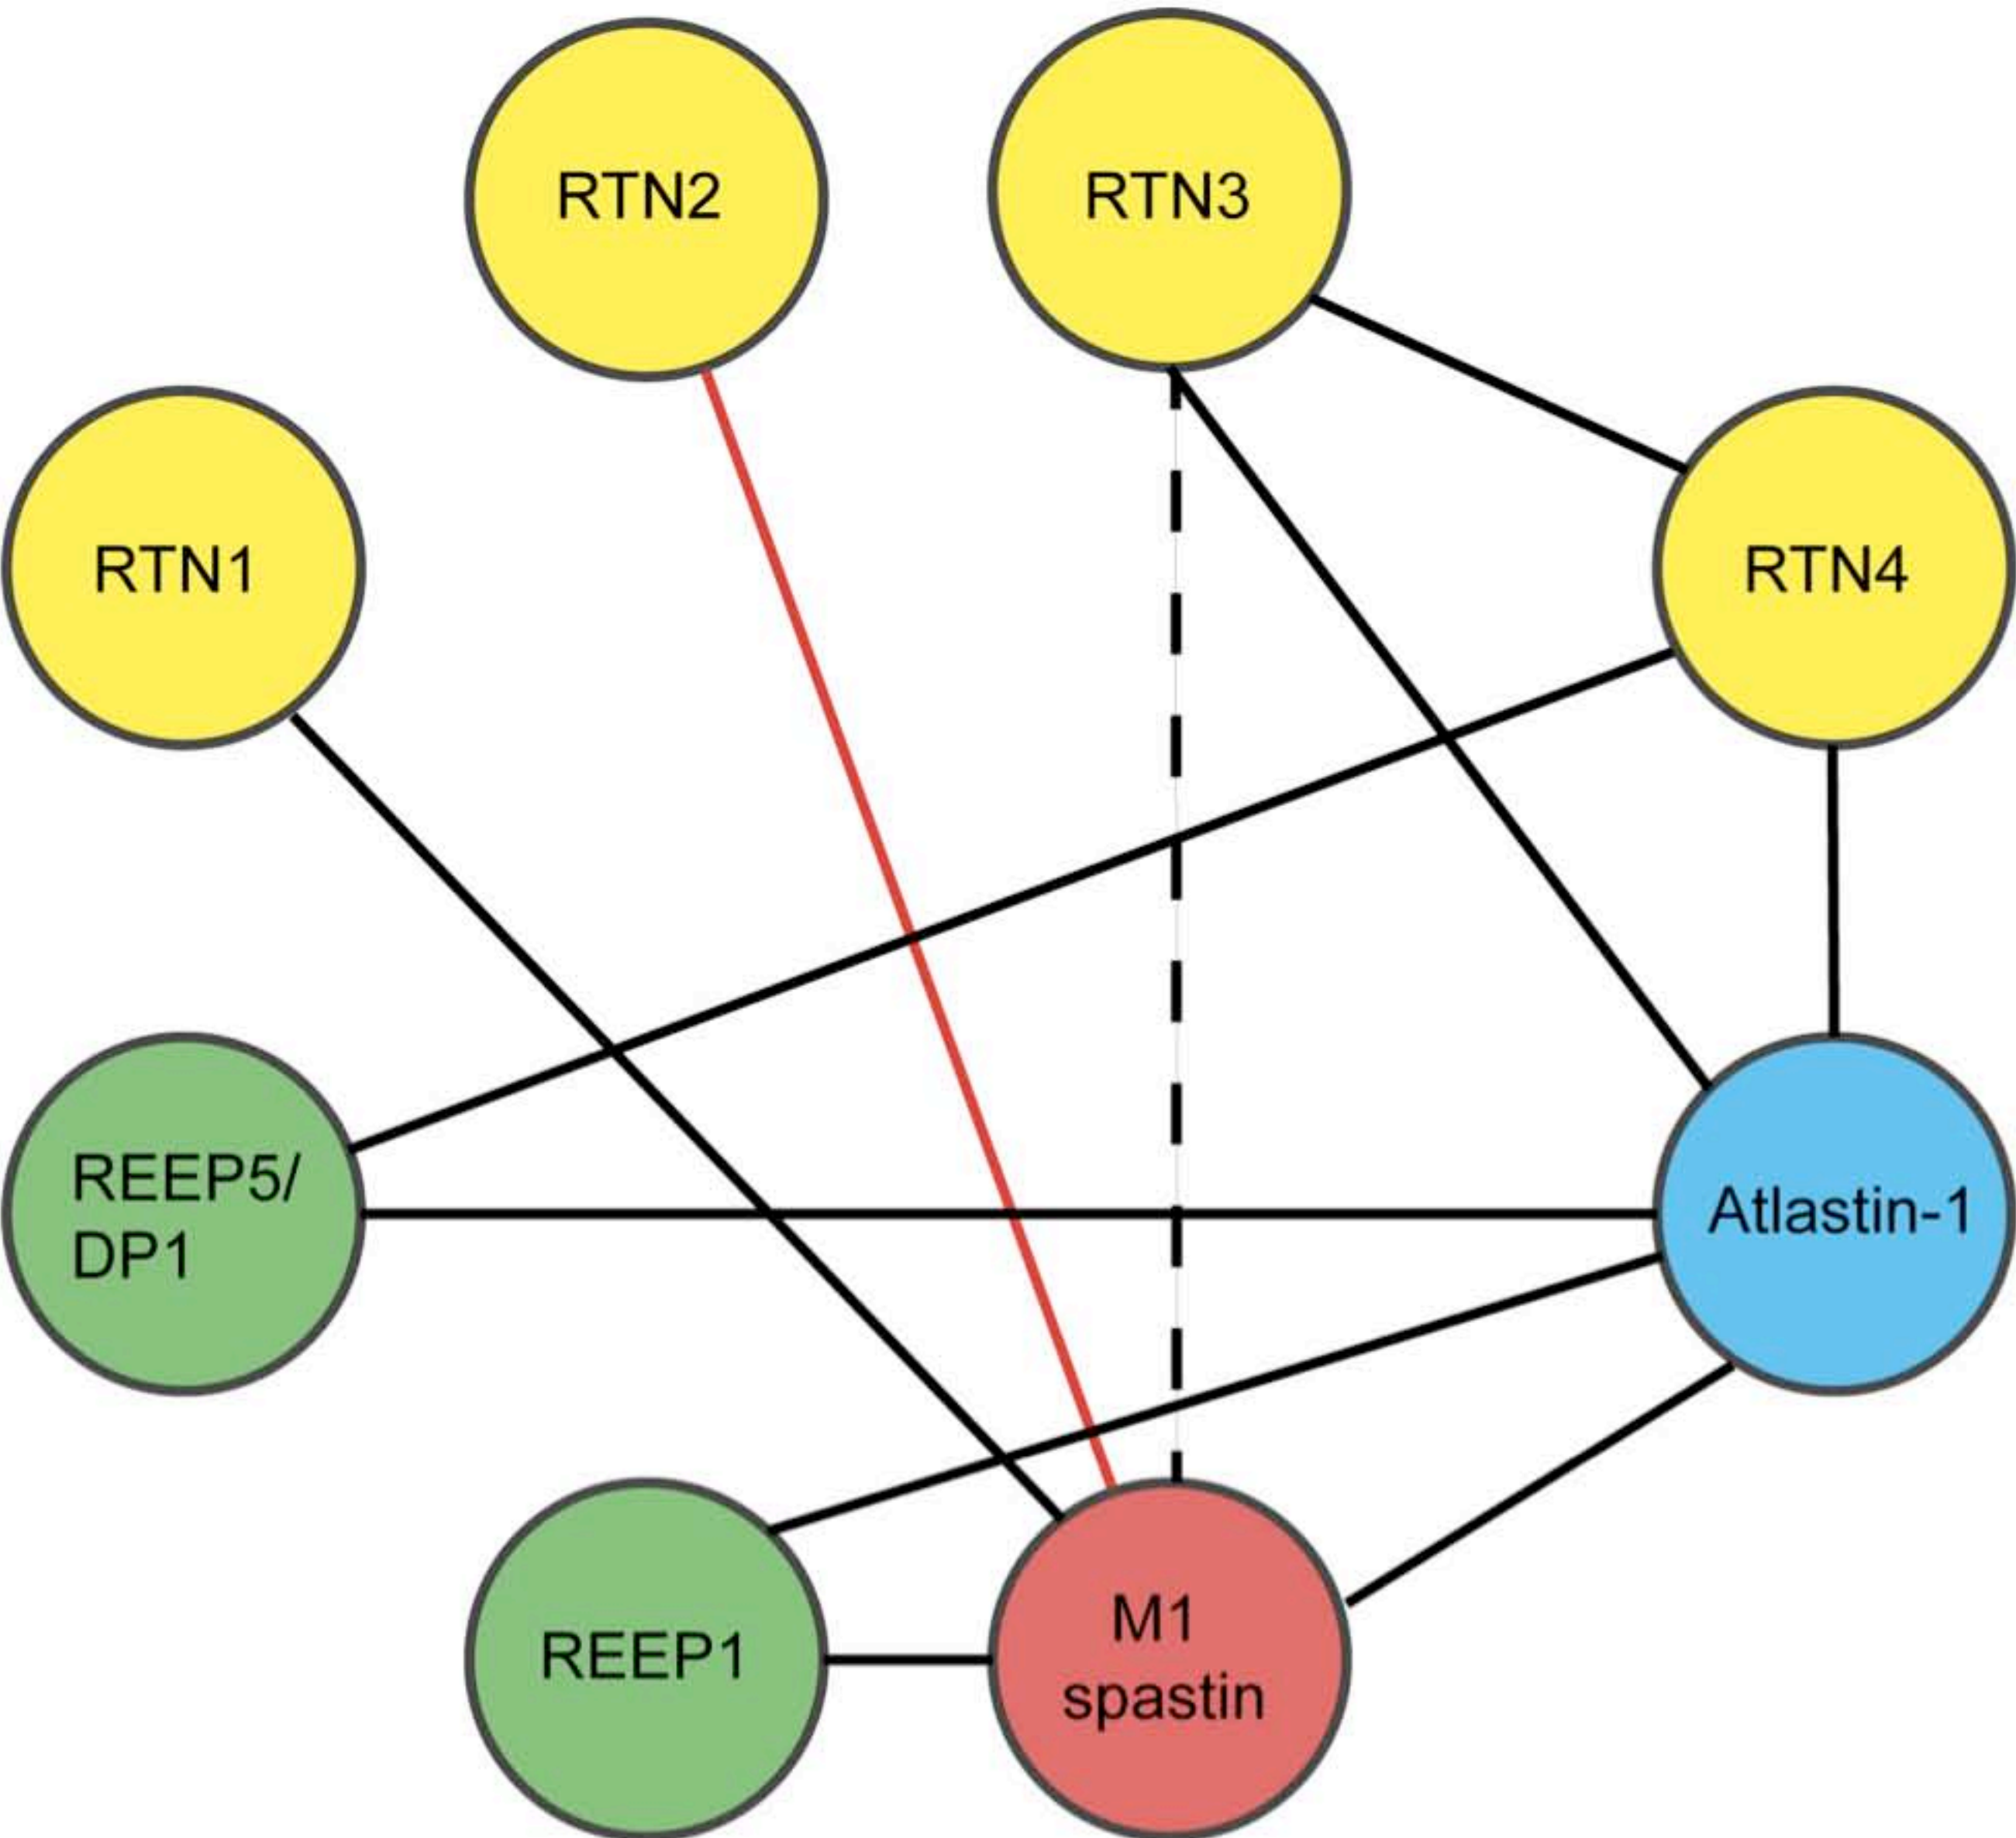 RTN2
RTN3
RTN1
RTN4
REEP5/
DP1
Atlastin-1
REEP1
M1
spastin